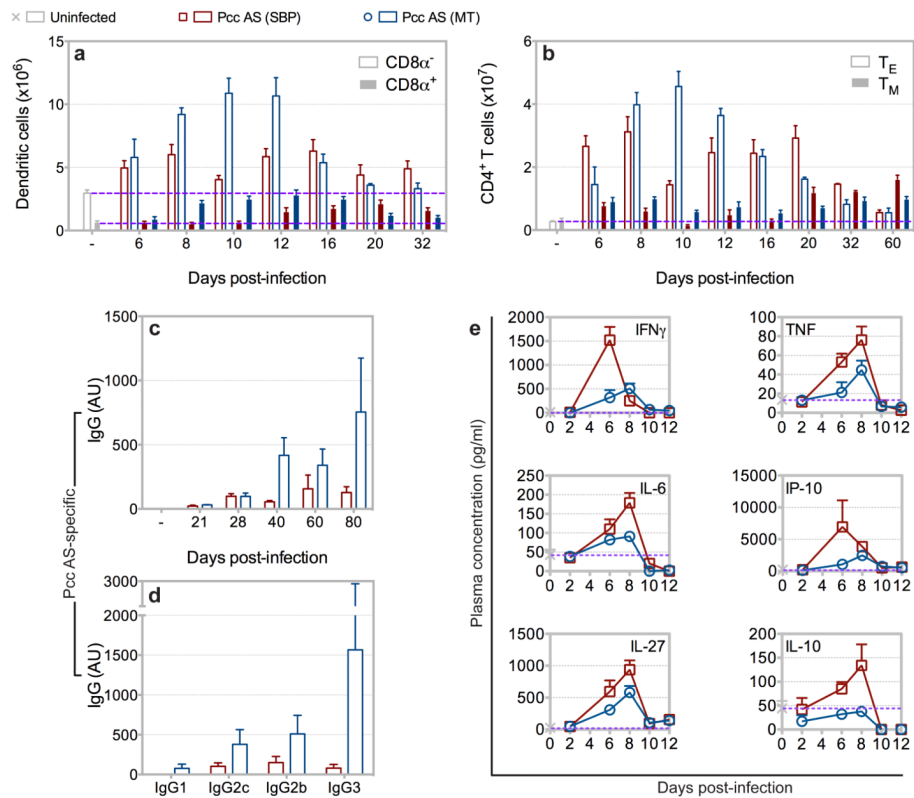 Uninfected Pcc AS (SBP) Pcc AS (MT)
a
CD8α⁻
CD8α⁺
Dendritic cells (x10⁶)
15
10
5
0
- 6 8 10 12 16 20 32
Days post-infection
b
T_E
T_M
CD4⁺ T cells (x10⁷)
6
4
2
0
- 6 8 10 12 16 20 32 60
Days post-infection
c
Pcc AS-specific
IgG (AU)
1500
1000
500
0
- 21 28 40 60 80
Days post-infection
d
IgG (AU)
3000
2000
1500
1000
500
0
IgG1 IgG2c IgG2b IgG3
e
Plasma concentration (pg/ml)
IFNγ
2000
1500
1000
500
0
0 2 4 6 8 10 12
TNF
100
80
60
40
20
0
0 2 4 6 8 10 12
IL-6
250
200
150
100
50
0
0 2 4 6 8 10 12
IP-10
15000
10000
5000
0
0 2 4 6 8 10 12
IL-27
1500
1000
500
0
0 2 4 6 8 10 12
IL-10
200
150
100
50
0
0 2 4 6 8 10 12
Days post-infection